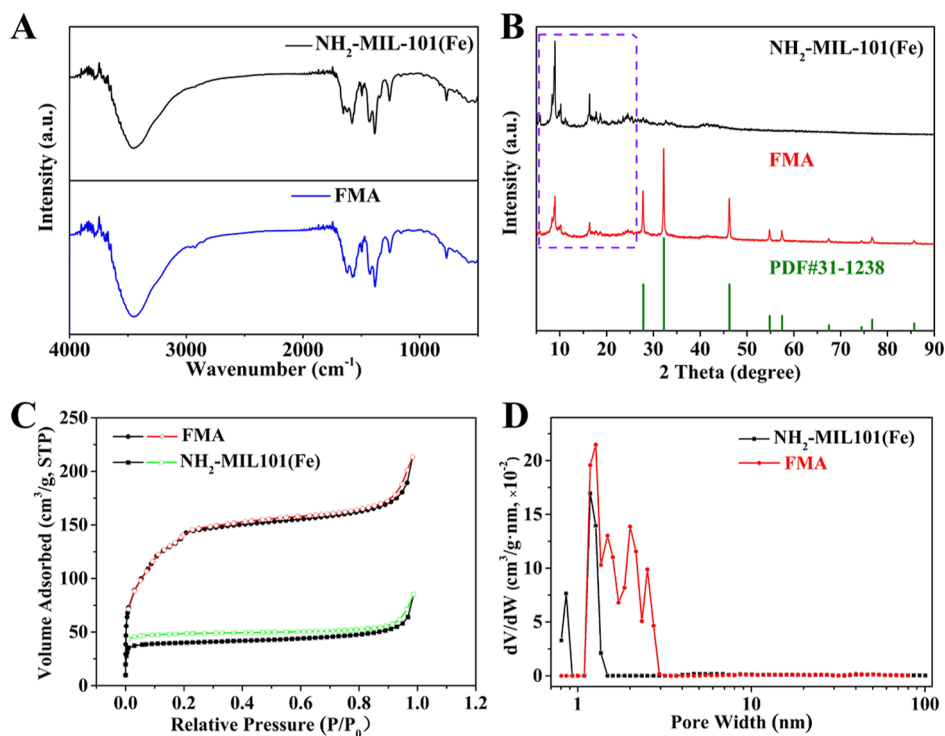 A
NH2-MIL-101(Fe)
FMA
Intensity (a.u.)
4000 3000 2000 1000
Wavenumber (cm-1)
B
NH2-MIL-101(Fe)
FMA
PDF#31-1238
Intensity (a.u.)
10 20 30 40 50 60 70 80 90
2 Theta (degree)
C
FMA
NH2-MIL101(Fe)
Volume Adsorbed (cm3/g, STP)
250
200
150
100
50
0
0.0 0.2 0.4 0.6 0.8 1.0 1.2
Relative Pressure (P/P0)
D
NH2-MIL101(Fe)
FMA
dV/dW (cm3/g·nm, ×10-2)
20
15
10
5
0
1 10 100
Pore Width (nm)